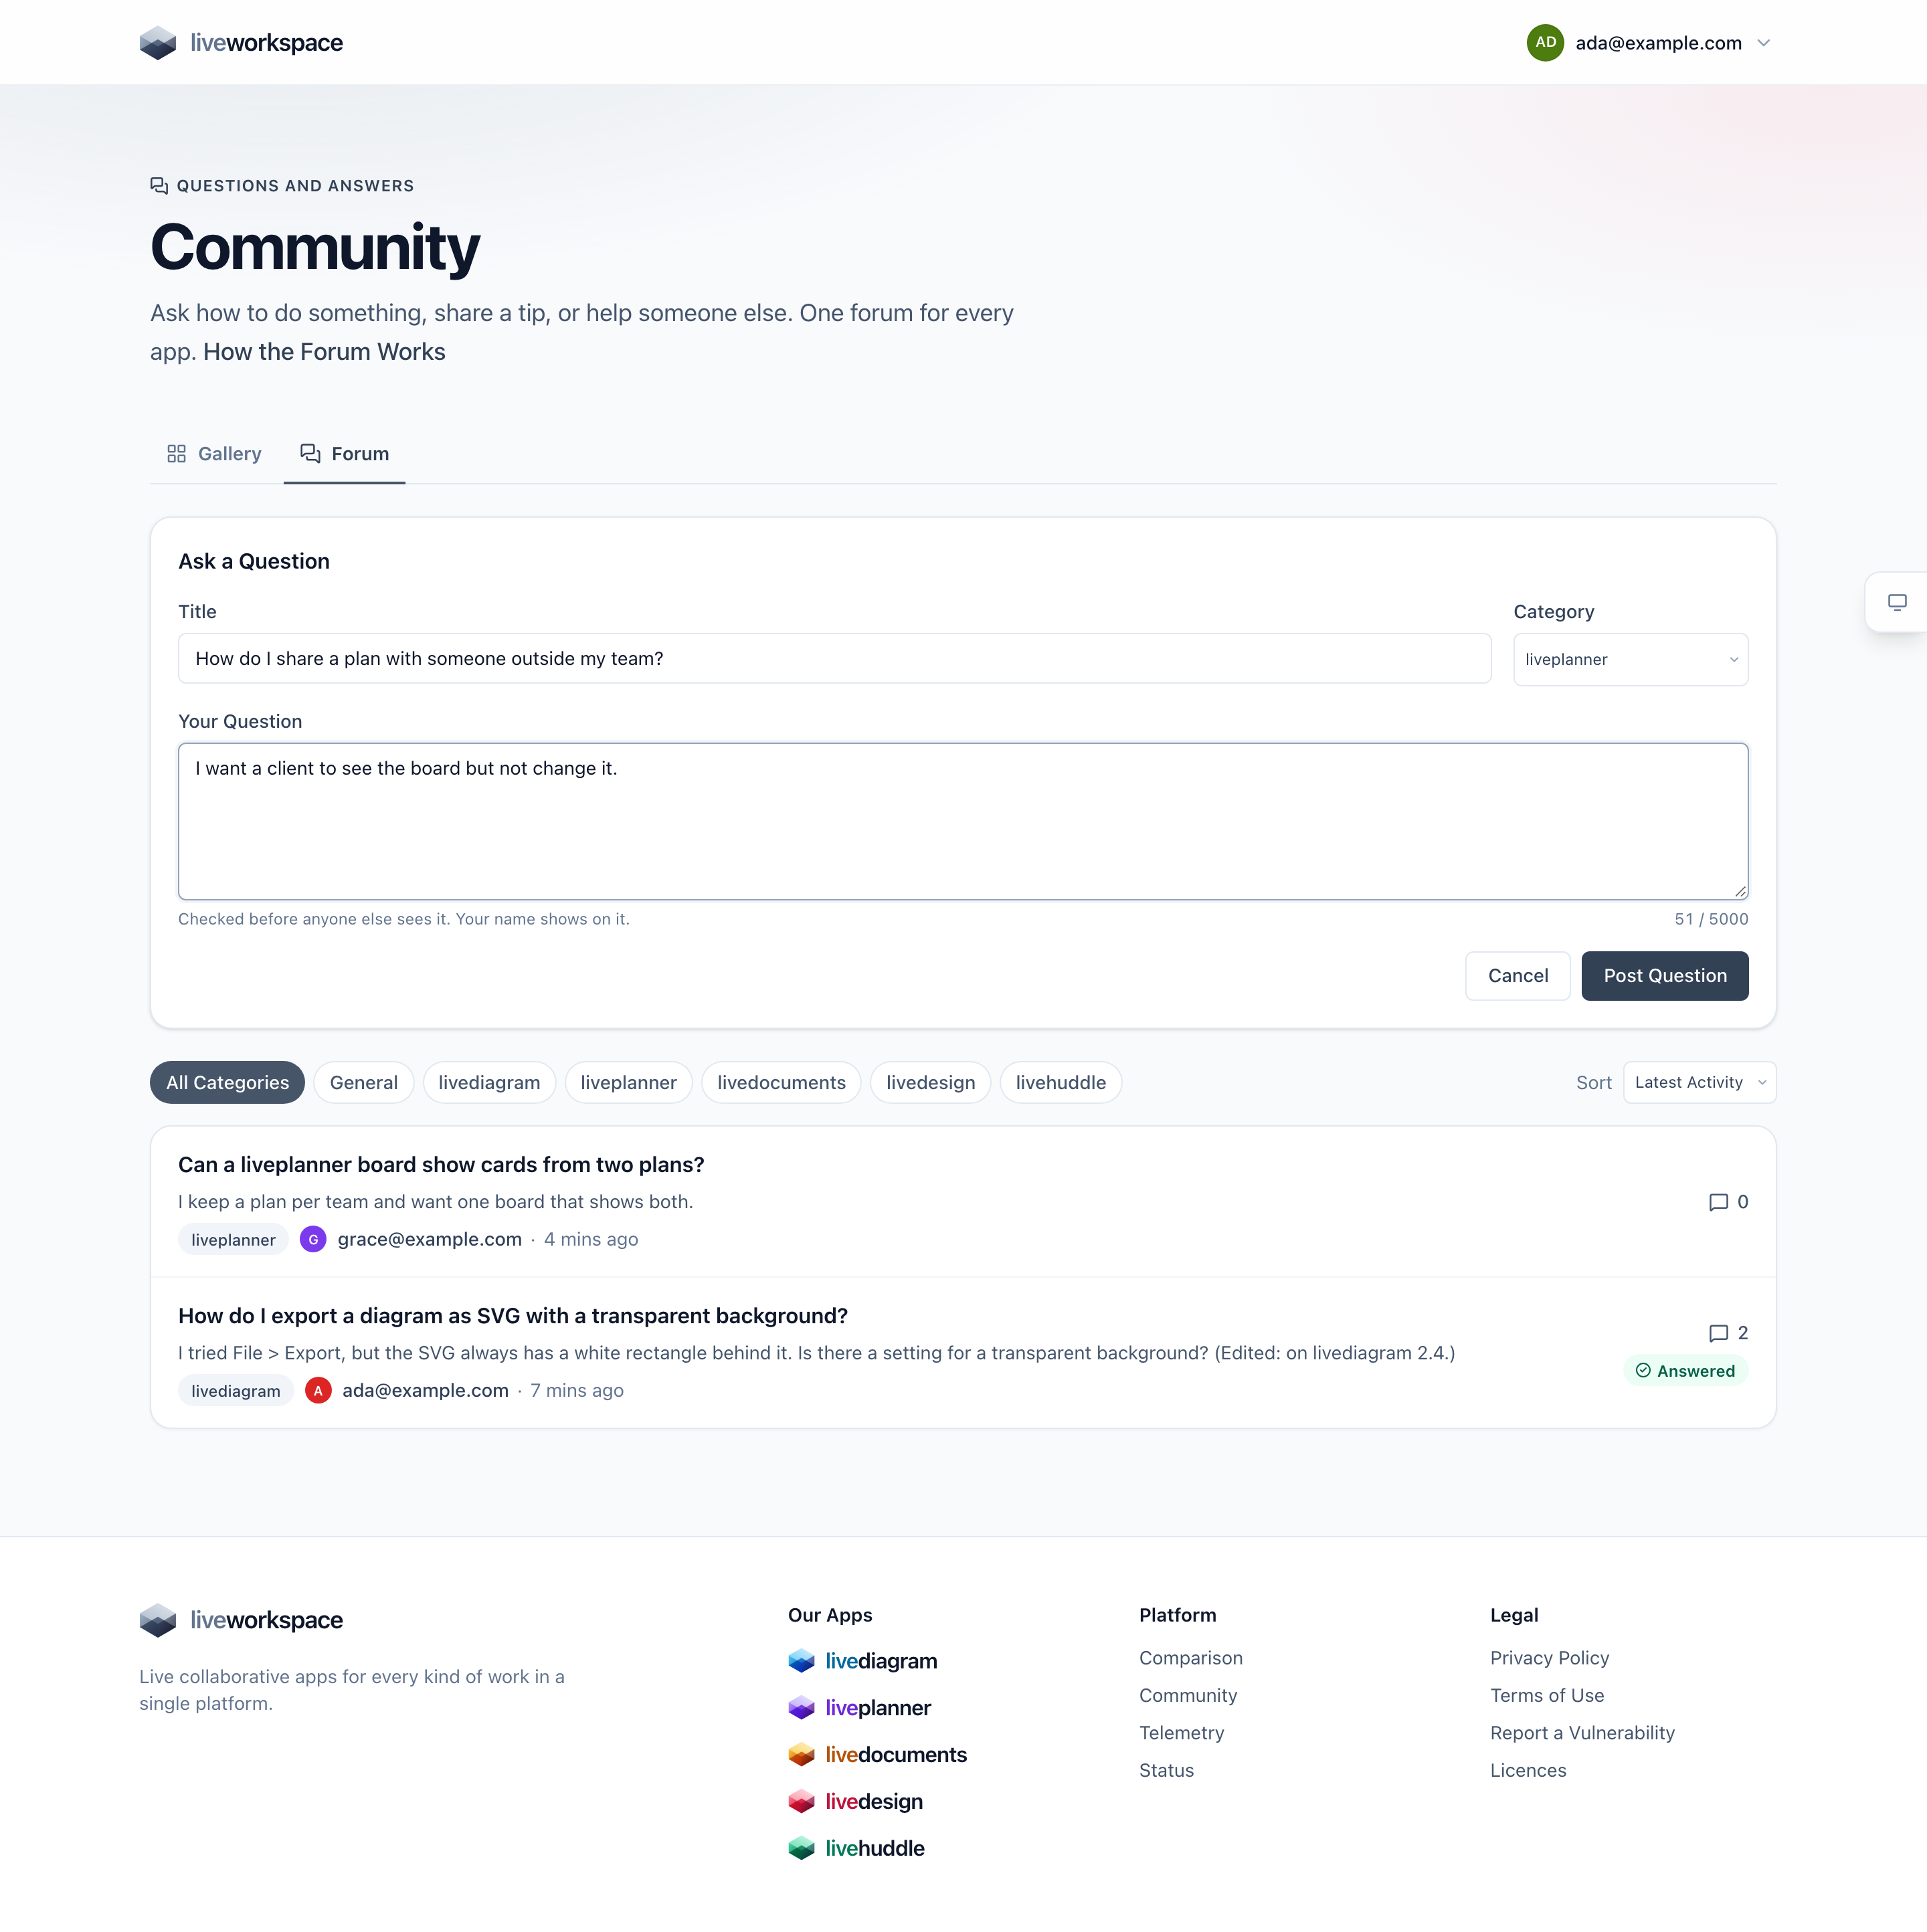 liveworkspace
AD ada@example.com
QUESTIONS AND ANSWERS
Community
Ask how to do something, share a tip, or help someone else. One forum for every
app. How the Forum Works
Gallery Forum
Ask a Question
Title Category
How do I share a plan with someone outside my team? liveplanner
Your Question
I want a client to see the board but not change it.
Checked before anyone else sees it. Your name shows on it. 51 / 5000
Cancel Post Question
All Categories General livediagram liveplanner livedocuments livedesign livehuddle Sort Latest Activity
Can a liveplanner board show cards from two plans?
I keep a plan per team and want one board that shows both. 0
liveplanner G grace@example.com · 4 mins ago
How do I export a diagram as SVG with a transparent background? 2
I tried File > Export, but the SVG always has a white rectangle behind it. Is there a setting for a transparent background? (Edited: on livediagram 2.4.)
Answered
livediagram A ada@example.com · 7 mins ago
liveworkspace
Live collaborative apps for every kind of work in a
single platform.
Our Apps
livediagram
liveplanner
livedocuments
livedesign
livehuddle
Platform
Comparison
Community
Telemetry
Status
Legal
Privacy Policy
Terms of Use
Report a Vulnerability
Licences